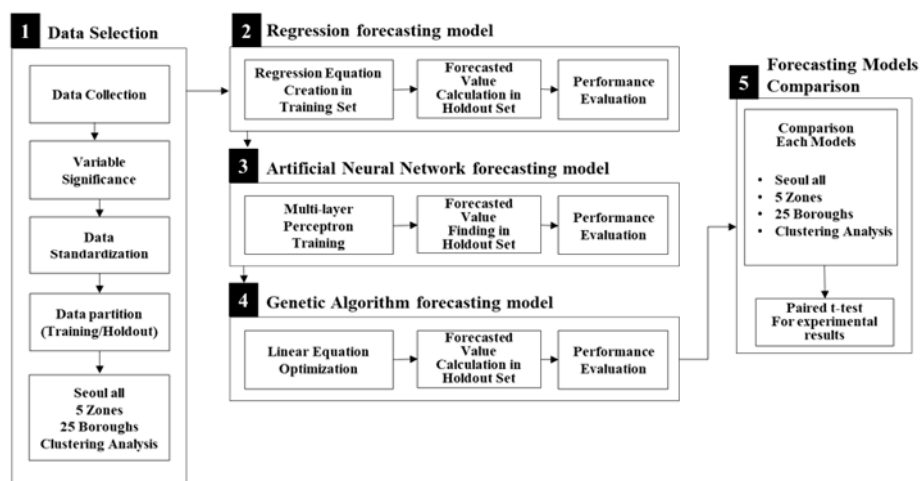 1 Data Selection
Data Collection
Variable
Significance
Data
Standardization
Data partition
(Training/Holdout)
Seoul all
5 Zones
25 Boroughs
Clustering Analysis
2 Regression forecasting model
Regression Equation
Creation in
Training Set
Forecasted
Value
Calculation in
Holdout Set
Performance
Evaluation
3 Artificial Neural Network forecasting model
Multi-layer
Perceptron
Training
Forecasted
Value
Finding in
Holdout Set
Performance
Evaluation
4 Genetic Algorithm forecasting model
Linear Equation
Optimization
Forecasted
Value
Calculation in
Holdout Set
Performance
Evaluation
5 Forecasting Models
Comparison
Comparison
Each Models
• Seoul all
• 5 Zones
• 25 Boroughs
• Clustering Analysis
Paired t-test
For experimental
results